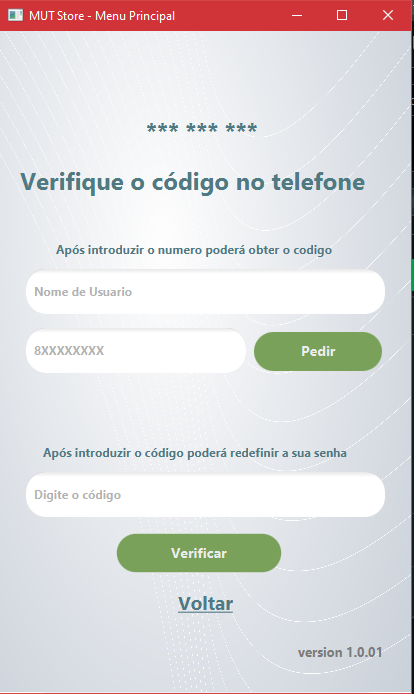 MUT Store - Menu Principal
*** *** ***
Verifique o código no telefone
Após introduzir o numero poderá obter o codigo
Nome de Usuario
8XXXXXXXX
Pedir
Após introduzir o código poderá redefinir a sua senha
Digite o código
Verificar
Voltar
version 1.0.01